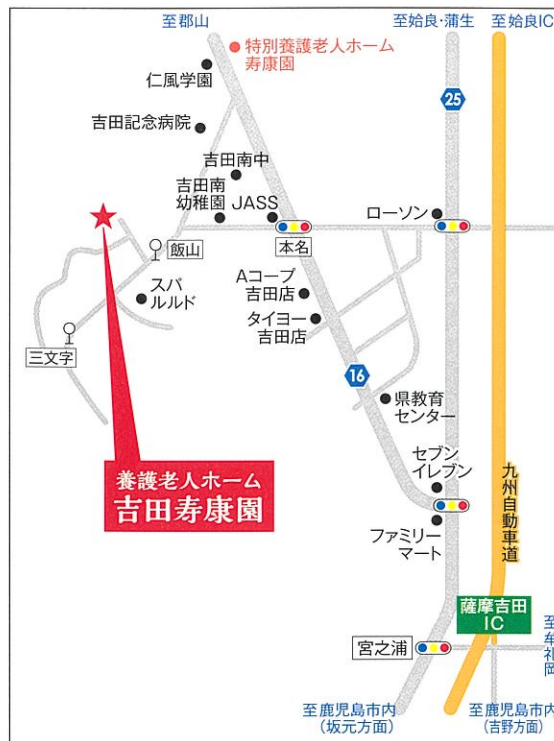 至郡山
至姶良・蒲生
至姶良IC
特別養護老人ホーム
寿康園
仁風学園
25
吉田記念病院
吉田南中
吉田南
幼稚園
JASS
ローソン
本名
飯山
Aコープ
吉田店
スパ
ルルド
タイヨー
吉田店
三文字
16
県教育
センター
養護老人ホーム
吉田寿康園
セブン
イレブン
九州自動車道
ファミリー
マート
薩摩吉田
IC
宮之浦
至牟礼岡
至鹿児島市内
(坂元方面)
至鹿児島市内
(吉野方面)